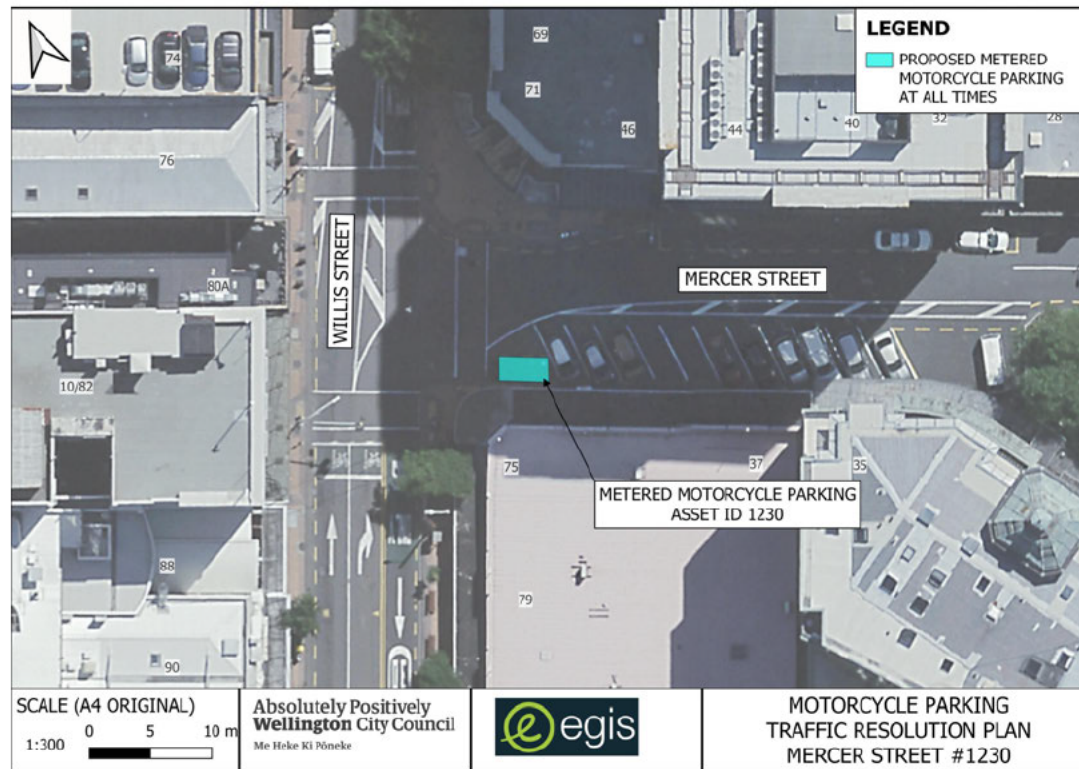 LEGEND
PROPOSED METERED
MOTORCYCLE PARKING
AT ALL TIMES
74
69
71
46
44
40
32
28
76
WILLIS STREET
MERCER STREET
80A
10/82
75
37
35
METERED MOTORCYCLE PARKING
ASSET ID 1230
88
79
90
SCALE (A4 ORIGINAL)
0 5 10 m
1:300
Absolutely Positively
Wellington City Council
Me Heke Ki Pōneke
egis
MOTORCYCLE PARKING
TRAFFIC RESOLUTION PLAN
MERCER STREET #1230